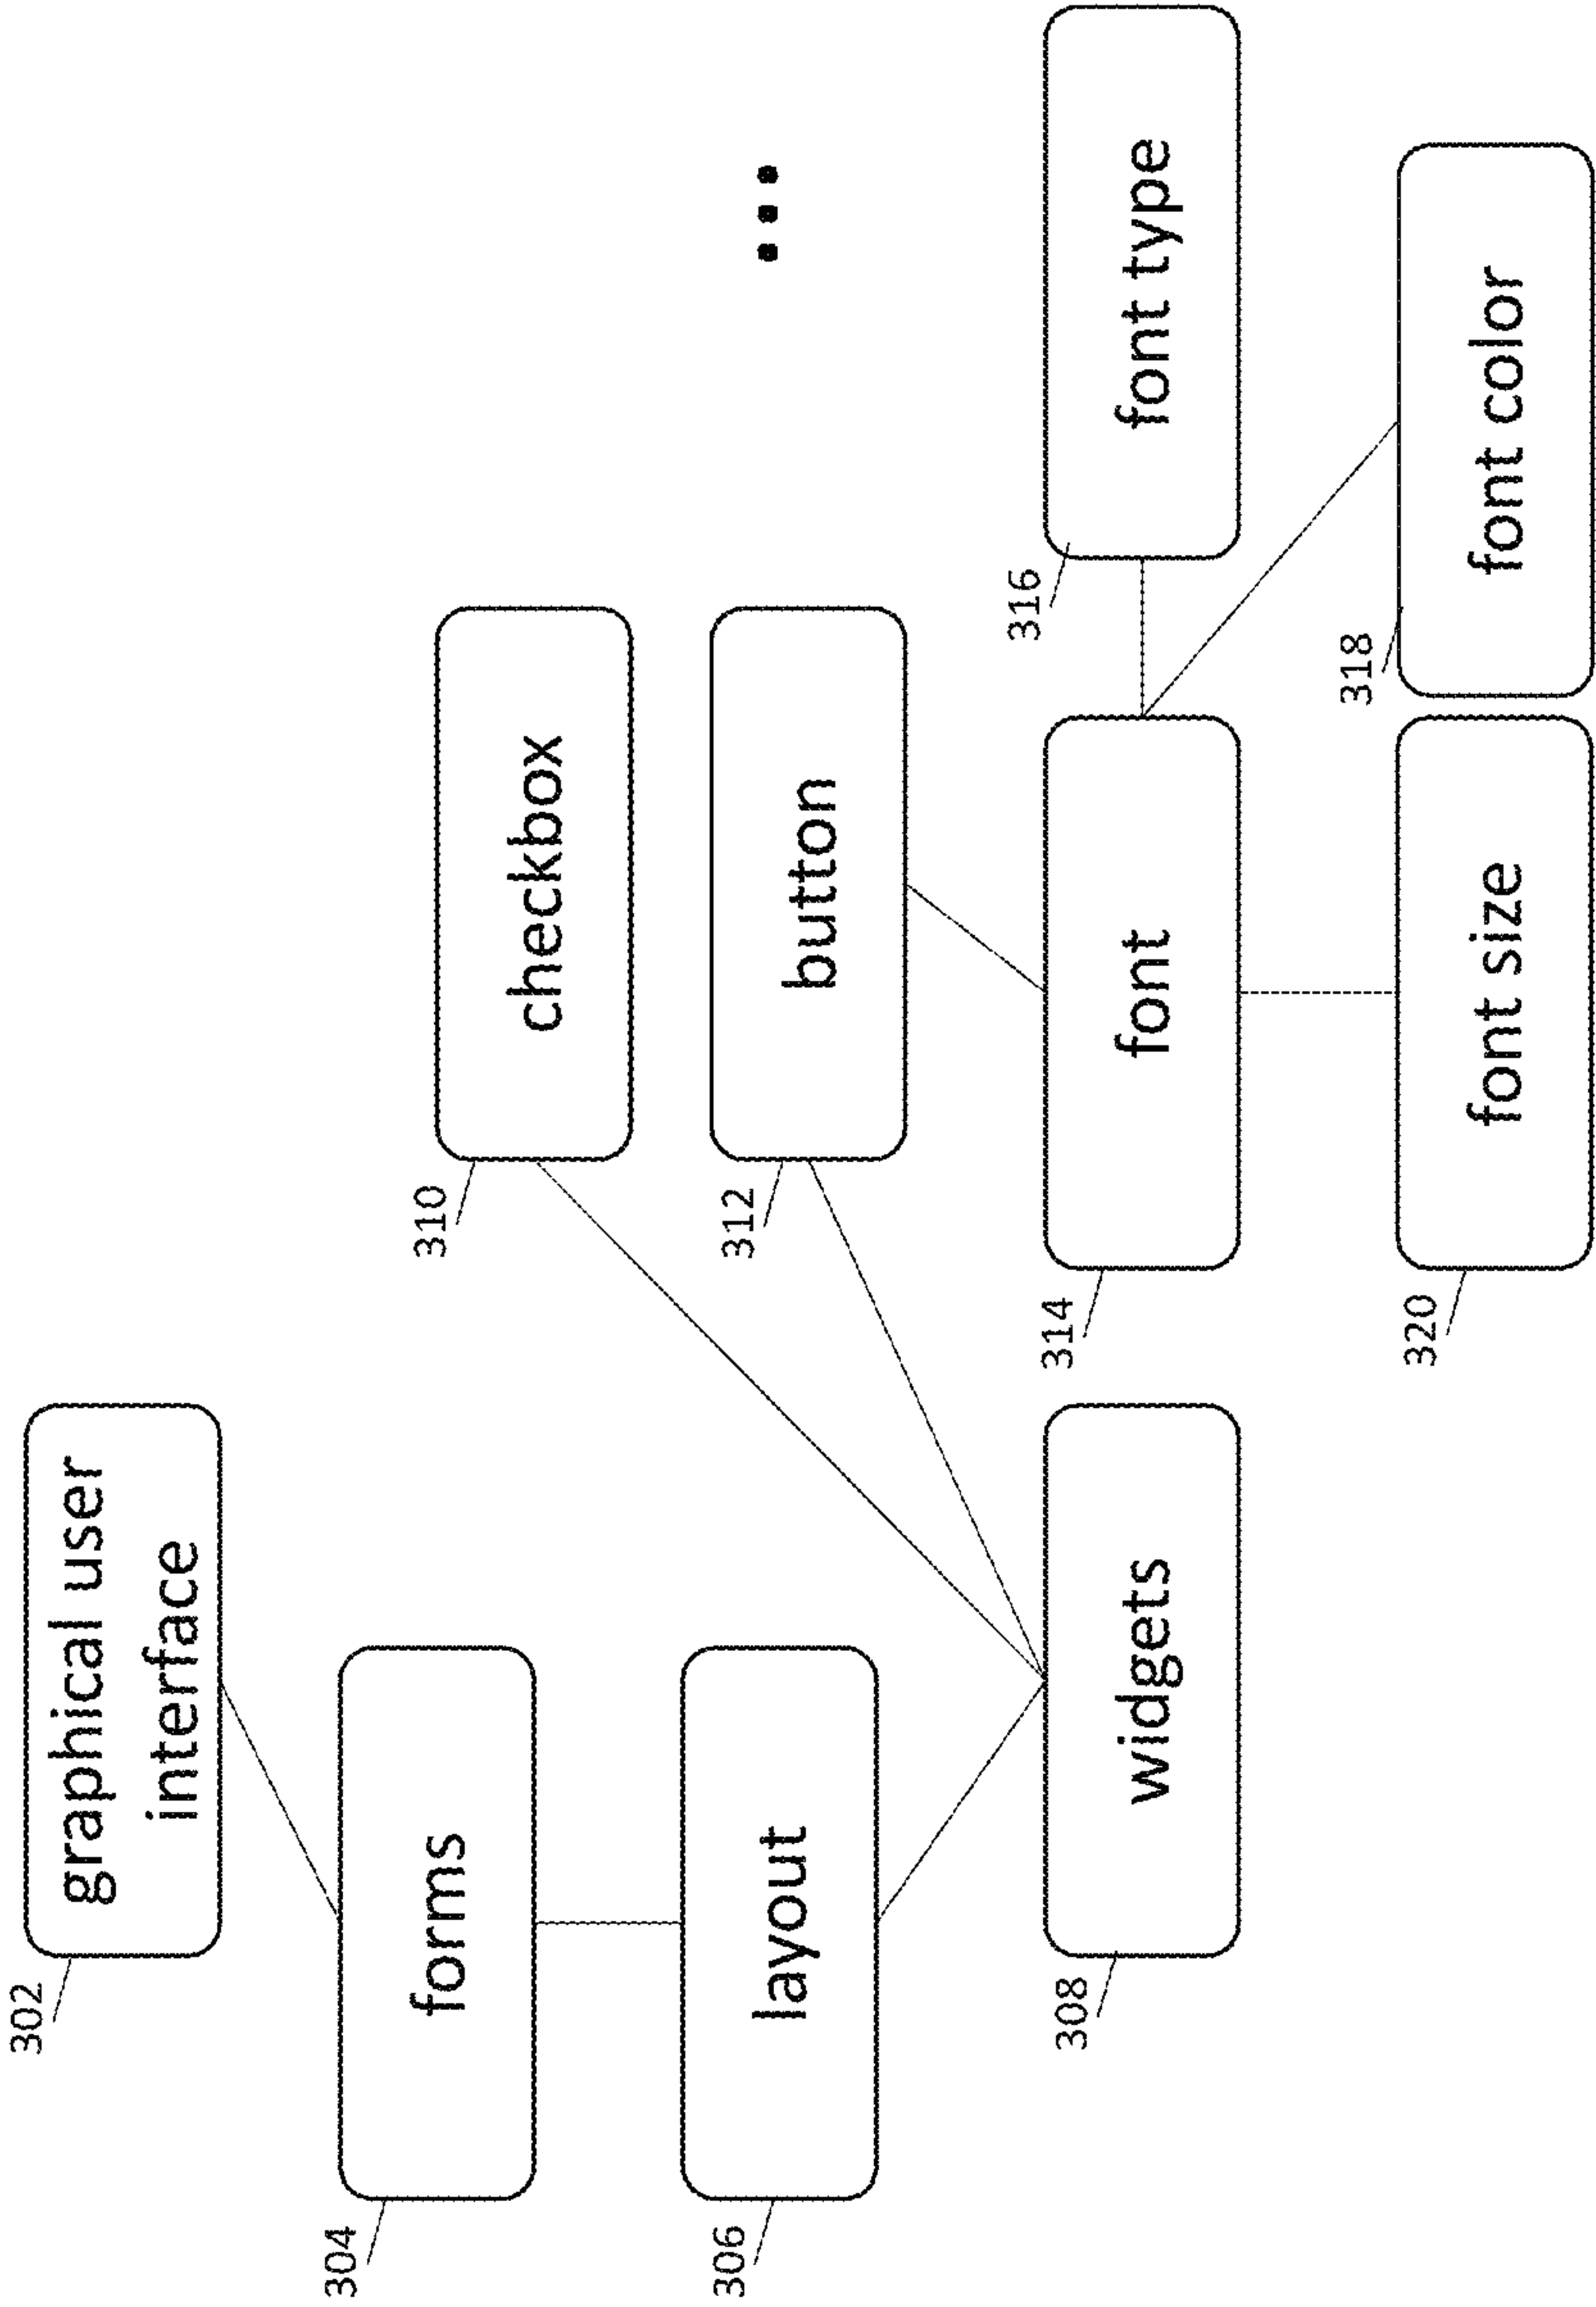 302
graphical user
interface
304
forms
310
checkbox
306
layout
312
button
...
308
widgets
314
font
316
font type
320
font size
318
font color